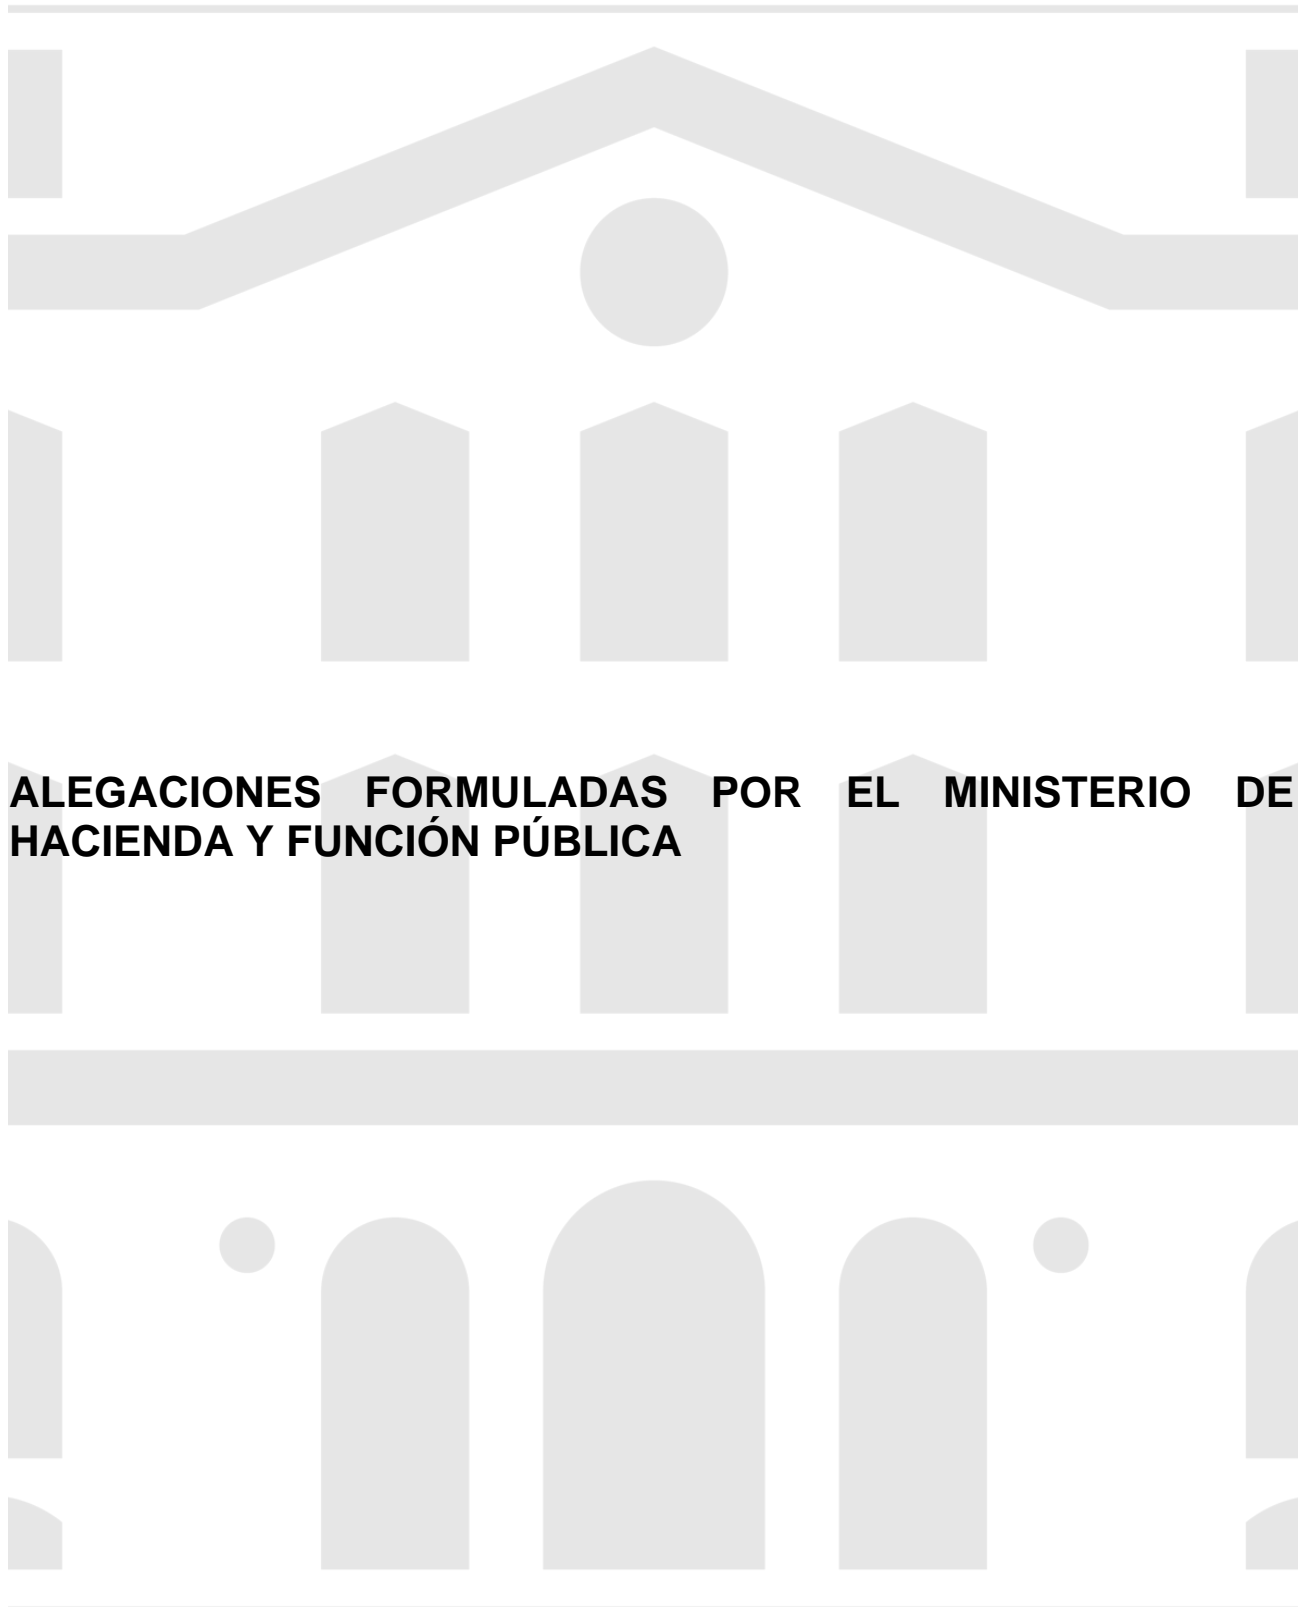 ALEGACIONES FORMULADAS POR EL MINISTERIO DE
HACIENDA Y FUNCIÓN PÚBLICA